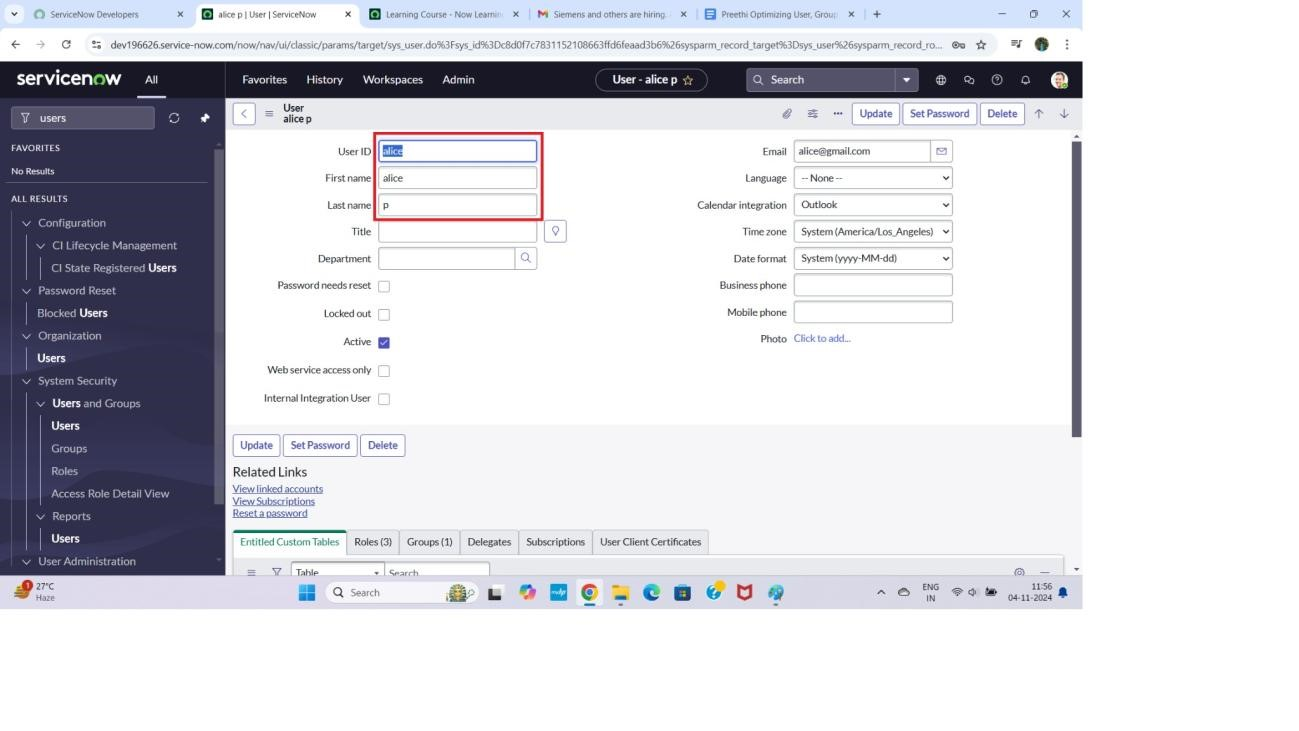 ServiceNow Developers
alice p | User | ServiceNow
Learning Course - Now Learnin
Siemens and others are hiring.
Preethi Optimizing User, Group
dev196626.service-now.com/now/nav/ui/classic/params/target/sys_user.do%3Fsys_id%3Dc8d0f7c7831152108663ffd6feaad3b6%26sysparm_record_target%3Dsys_user%26sysparm_record_ro...
servicenow
All
Favorites
History
Workspaces
Admin
User - alice p
Search
users
User
alice p
Update
Set Password
Delete
FAVORITES
No Results
ALL RESULTS
Configuration
CI Lifecycle Management
CI State Registered Users
Password Reset
Blocked Users
Organization
Users
System Security
Users and Groups
Users
Groups
Roles
Access Role Detail View
Reports
Users
User Administration
User ID alice
First name alice
Last name p
Title
Department
Password needs reset
Locked out
Active
Web service access only
Internal Integration User
Email alice@gmail.com
Language -- None --
Calendar integration Outlook
Time zone System (America/Los_Angeles)
Date format System (yyyy-MM-dd)
Business phone
Mobile phone
Photo Click to add...
Update
Set Password
Delete
Related Links
View linked accounts
View Subscriptions
Reset a password
Entitled Custom Tables
Roles (3)
Groups (1)
Delegates
Subscriptions
User Client Certificates
Table
Search
1
27°C
Haze
Search
ENG
IN
11:56
04-11-2024